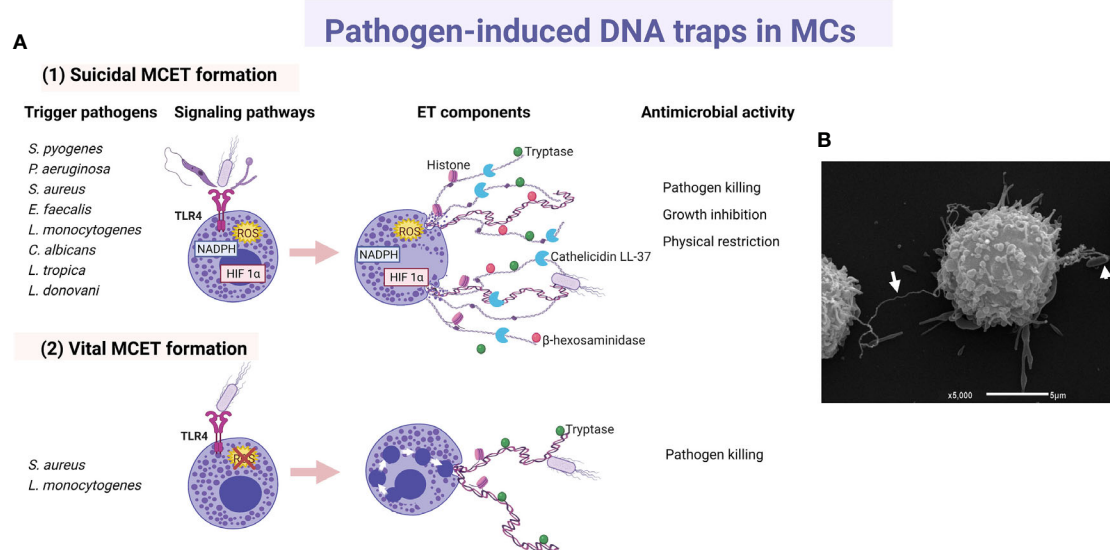 Pathogen-induced DNA traps in MCs
A
(1) Suicidal MCET formation
Trigger pathogens
Signaling pathways
ET components
Antimicrobial activity
S. pyogenes
P. aeruginosa
S. aureus
E. faecalis
L. monocytogenes
C. albicans
L. tropica
L. donovani
TLR4
ROS
NADPH
HIF 1α
Histone
Tryptase
ROS
NADPH
HIF 1α
Cathelicidin LL-37
β-hexosaminidase
Pathogen killing
Growth inhibition
Physical restriction
(2) Vital MCET formation
S. aureus
L. monocytogenes
TLR4
ROS
Tryptase
Pathogen killing
B
x5,000
5µm